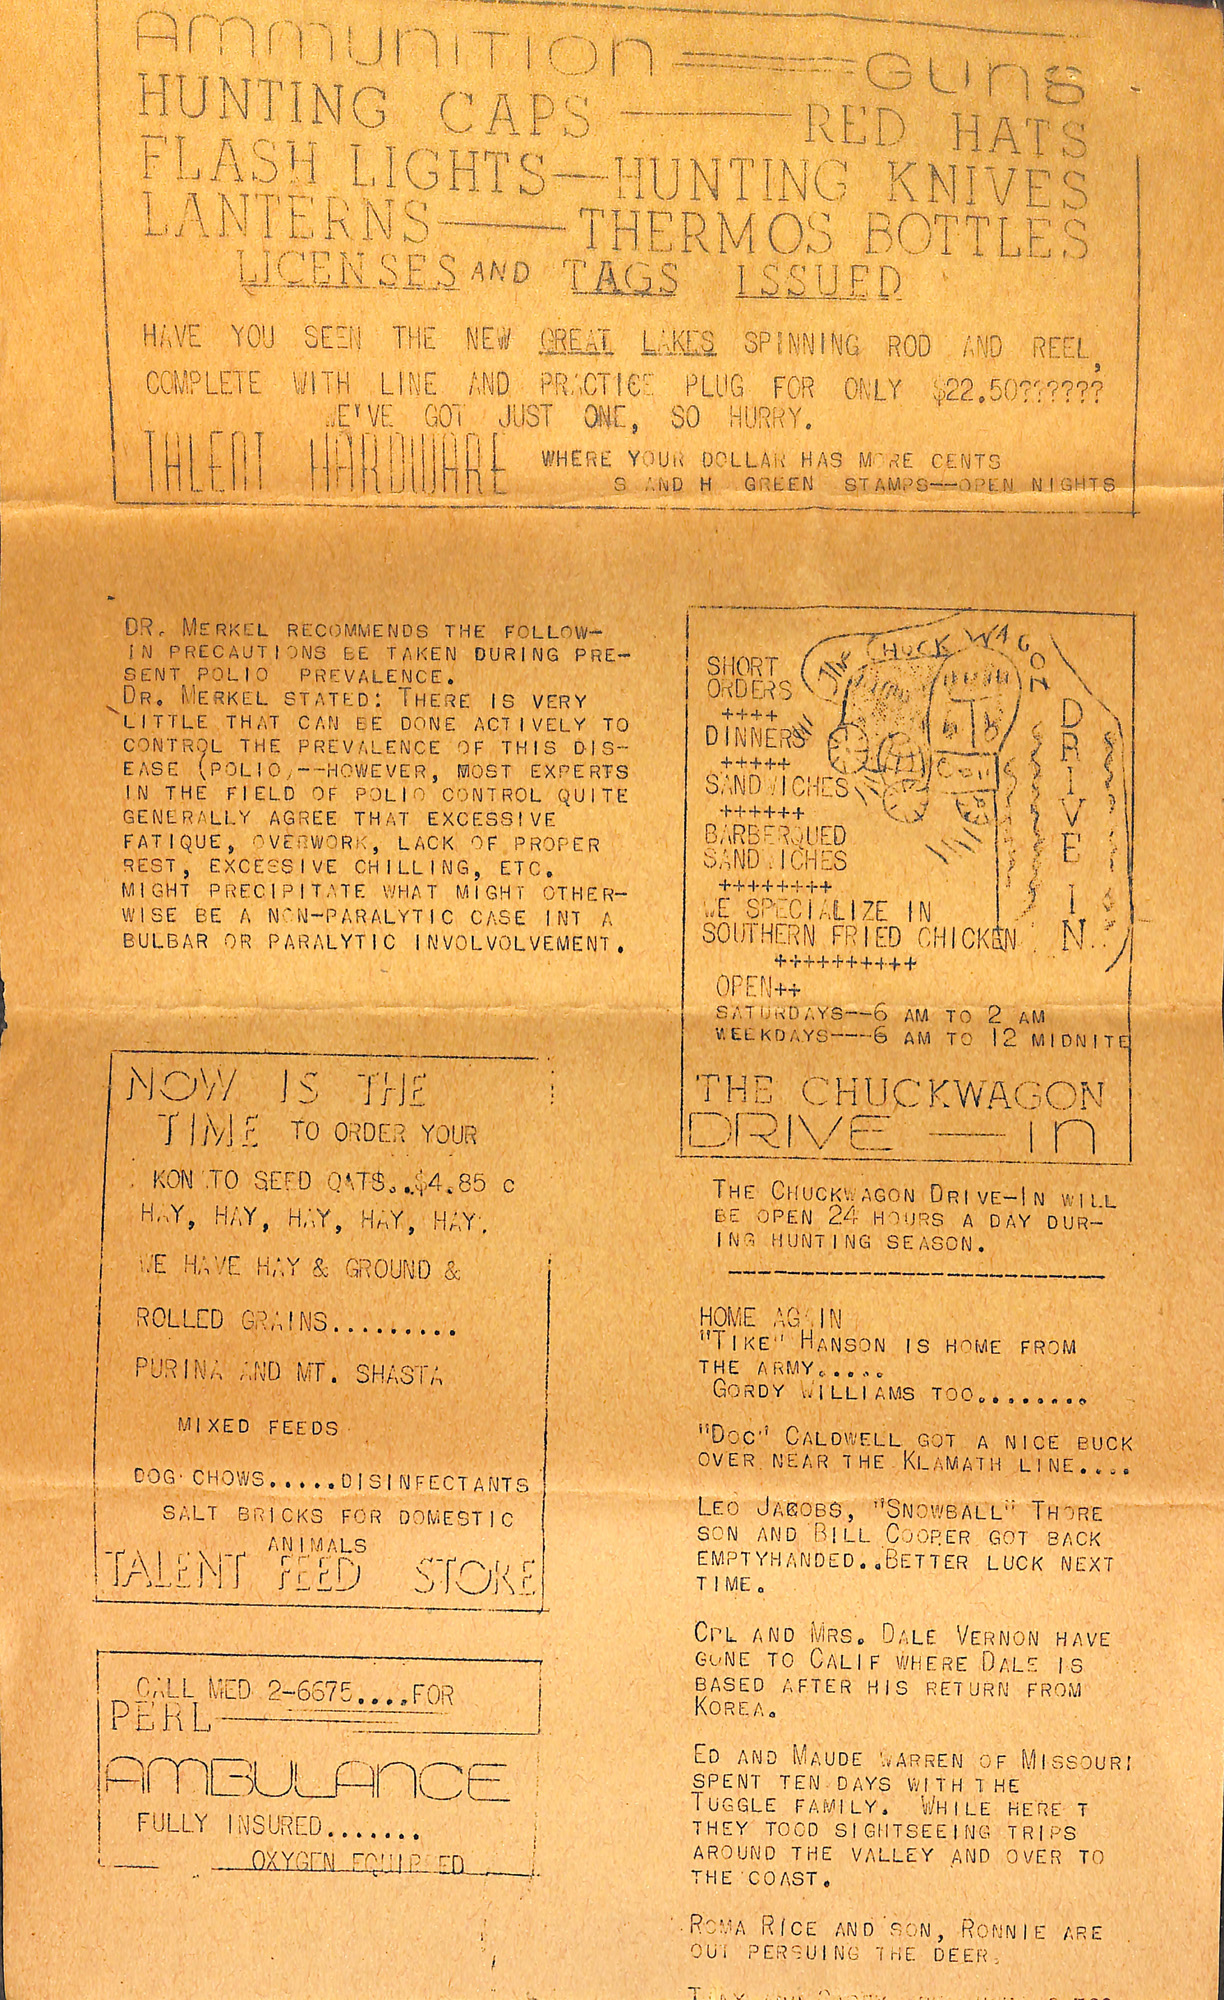 AMMUNITION GUNS
HUNTING CAPS —— RED HATS
FLASH LIGHTS—HUNTING KNIVES
LANTERNS——THERMOS BOTTLES
LICENSES AND TAGS ISSUED
HAVE YOU SEEN THE NEW GREAT LAKES SPINNING ROD AND REEL,
COMPLETE WITH LINE AND PRACTICE PLUG FOR ONLY $22.50??????
WE'VE GOT JUST ONE, SO HURRY.
TALENT HARDWARE WHERE YOUR DOLLAR HAS MORE CENTS
S AND H GREEN STAMPS--OPEN NIGHTS
DR. MERKEL RECOMMENDS THE FOLLOW-
IN PRECAUTIONS BE TAKEN DURING PRE-
SENT POLIO PREVALENCE.
DR. MERKEL STATED: THERE IS VERY
LITTLE THAT CAN BE DONE ACTIVELY TO
CONTROL THE PREVALENCE OF THIS DIS-
EASE (POLIO)--HOWEVER, MOST EXPERTS
IN THE FIELD OF POLIO CONTROL QUITE
GENERALLY AGREE THAT EXCESSIVE
FATIQUE, OVERWORK, LACK OF PROPER
REST, EXCESSIVE CHILLING, ETC.
MIGHT PRECIPITATE WHAT MIGHT OTHER-
WISE BE A NON-PARALYTIC CASE INT A
BULBAR OR PARALYTIC INVOLVOLVEMENT.
NOW IS THE
TIME TO ORDER YOUR
KON TO SEED OATS..$4.85 C
HAY, HAY, HAY, HAY, HAY.
WE HAVE HAY & GROUND &
ROLLED GRAINS.........
PURINA AND MT. SHASTA
MIXED FEEDS
DOG CHOWS.....DISINFECTANTS
SALT BRICKS FOR DOMESTIC
ANIMALS
TALENT FEED STORE
CALL MED 2-6675....FOR
PERL
AMBULANCE
FULLY INSURED.......
OXYGEN EQUIPPED
THE CHUCK WAGON
DRIVE IN
SHORT
ORDERS
++++
DINNERS
+++++
SANDWICHES
++++++
BARBERQUED
SANDWICHES
++++++++
WE SPECIALIZE IN
SOUTHERN FRIED CHICKEN
++++++++++
OPEN++
SATURDAYS--6 AM TO 2 AM
WEEKDAYS---6 AM TO 12 MIDNITE
THE CHUCKWAGON
DRIVE — IN
THE CHUCKWAGON DRIVE-IN WILL
BE OPEN 24 HOURS A DAY DUR-
ING HUNTING SEASON.
HOME AGAIN
"TIKE" HANSON IS HOME FROM
THE ARMY.....
GORDY WILLIAMS TOO........
"DOC" CALDWELL GOT A NICE BUCK
OVER NEAR THE KLAMATH LINE....
LEO JACOBS, "SNOWBALL" THORE
SON AND BILL COOPER GOT BACK
EMPTYHANDED..BETTER LUCK NEXT
TIME.
CPL AND MRS. DALE VERNON HAVE
GONE TO CALIF WHERE DALE IS
BASED AFTER HIS RETURN FROM
KOREA.
ED AND MAUDE WARREN OF MISSOURI
SPENT TEN DAYS WITH THE
TUGGLE FAMILY. WHILE HERE T
THEY TOOD SIGHTSEEING TRIPS
AROUND THE VALLEY AND OVER TO
THE COAST.
ROMA RICE AND SON, RONNIE ARE
OUT PERSUING THE DEER.